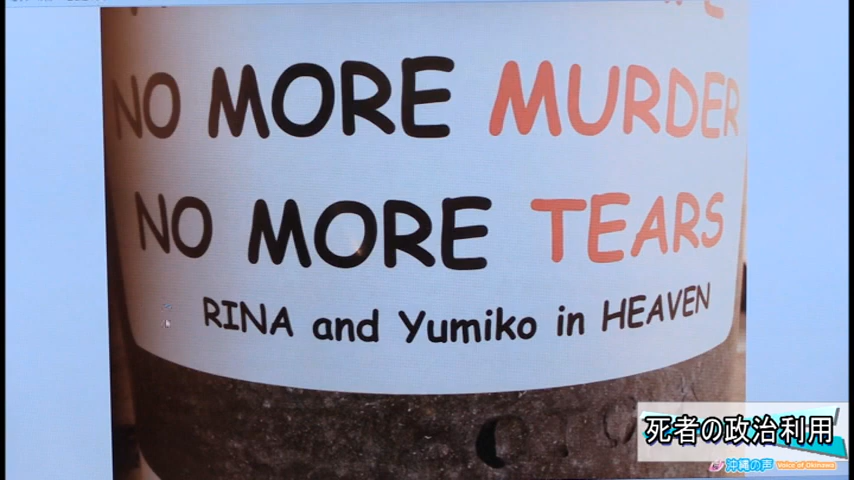 NO MORE MURDER
NO MORE TEARS
RINA and Yumiko in HEAVEN
死者の政治利用
沖縄の声 Voice of Okinawa